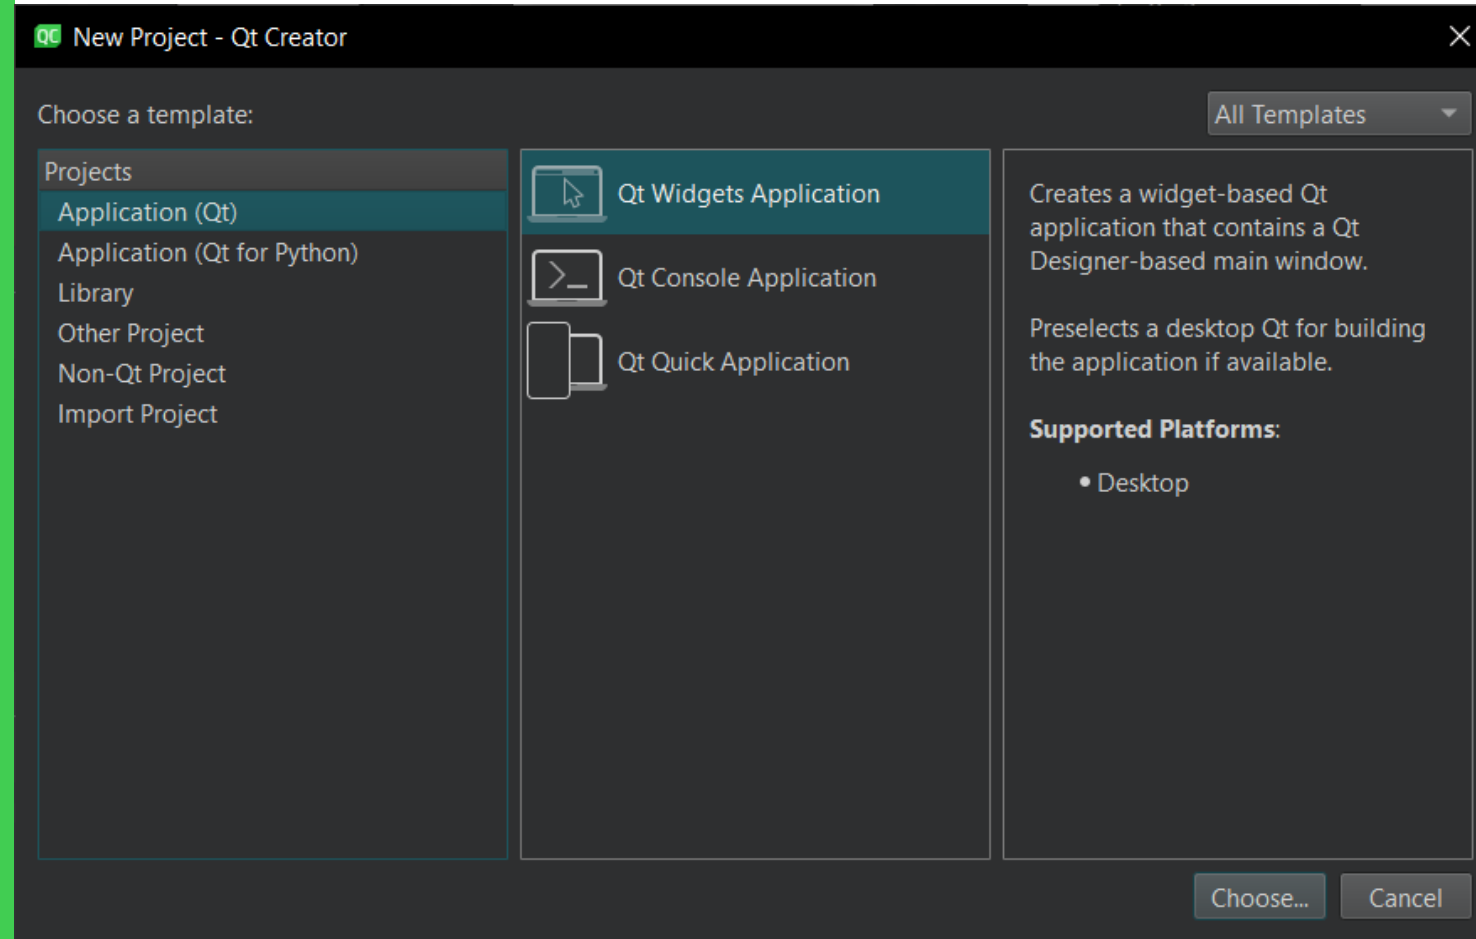 QC New Project - Qt Creator
Choose a template:
All Templates
Projects
Application (Qt)
Application (Qt for Python)
Library
Other Project
Non-Qt Project
Import Project
Qt Widgets Application
Qt Console Application
Qt Quick Application
Creates a widget-based Qt
application that contains a Qt
Designer-based main window.
Preselects a desktop Qt for building
the application if available.
Supported Platforms:
• Desktop
Choose...
Cancel